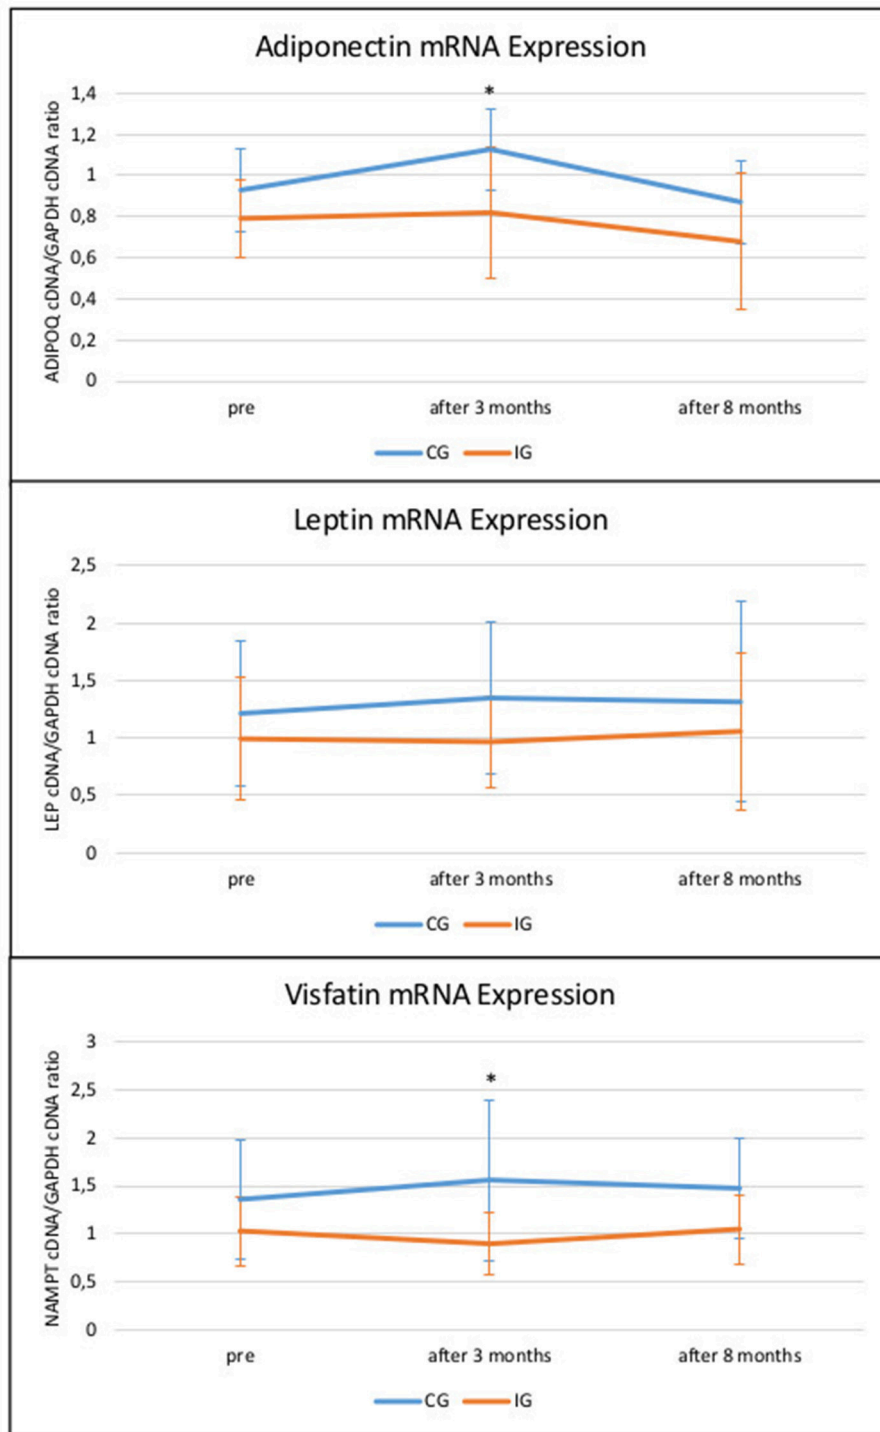 Adiponectin mRNA Expression
ADIPOQ cDNA/GAPDH cDNA ratio
1,4
1,2
1
0,8
0,6
0,4
0,2
0
*
pre after 3 months after 8 months
CG IG
Leptin mRNA Expression
LEP cDNA/GAPDH cDNA ratio
2,5
2
1,5
1
0,5
0
pre after 3 months after 8 months
CG IG
Visfatin mRNA Expression
NAMPT cDNA/GAPDH cDNA ratio
3
2,5
2
1,5
1
0,5
0
*
pre after 3 months after 8 months
CG IG